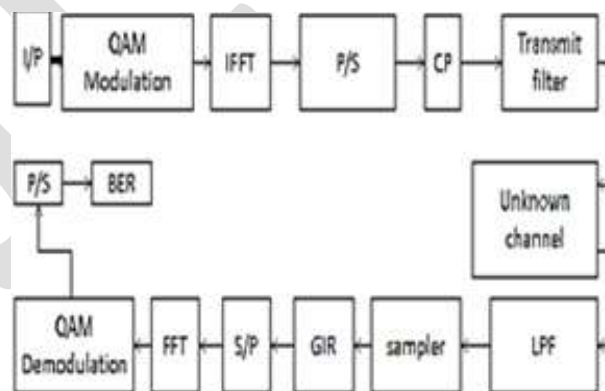 I/P
QAM
Modulation
IFFT
P/S
CP
Transmit
filter
P/S
BER
Unknown
channel
QAM
Demodulation
FFT
S/P
GIR
sampler
LPF